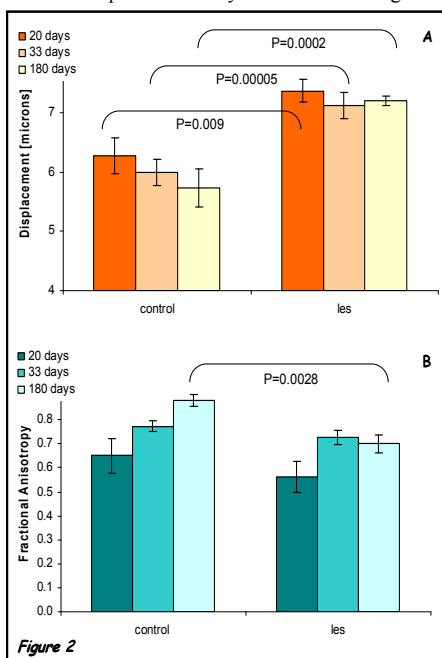 20 days
33 days
180 days
A
P=0.0002
P=0.00005
P=0.009
Displacement [microns]
7
6
5
4
control
les
20 days
33 days
180 days
B
P=0.0028
Fractional Anisotropy
0.8
0.7
0.6
0.5
0.4
0.3
0.2
0.1
0.0
control
les
Figure 2